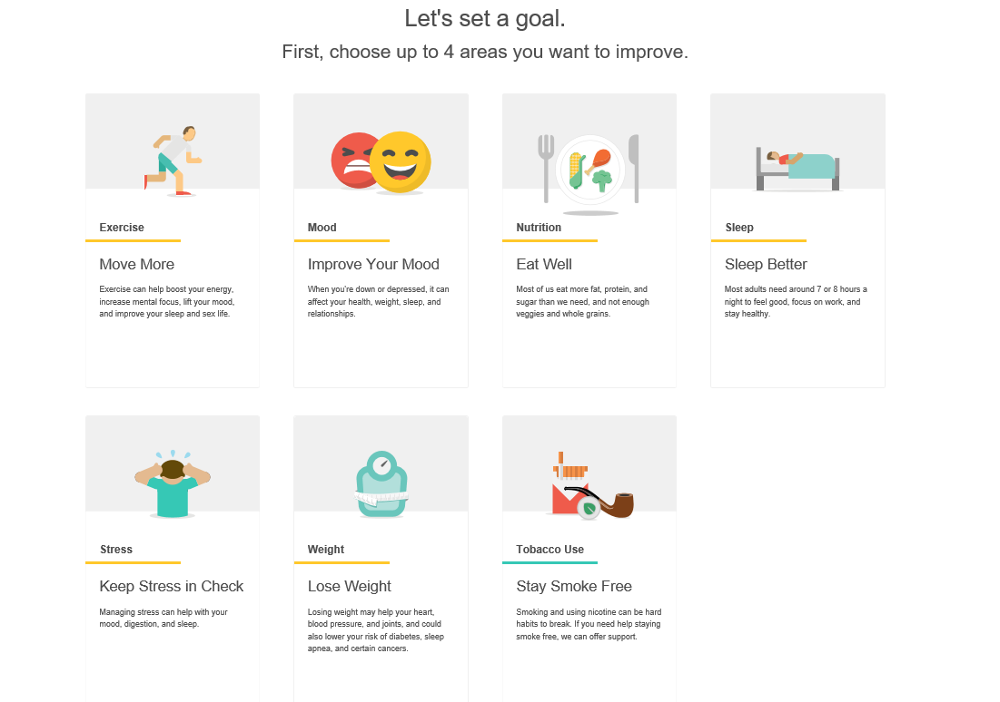 Let's set a goal.
First, choose up to 4 areas you want to improve.
Exercise
Move More
Exercise can help boost your energy,
increase mental focus, lift your mood,
and improve your sleep and sex life.
Mood
Improve Your Mood
When you're down or depressed, it can
affect your health, weight, sleep, and
relationships.
Nutrition
Eat Well
Most of us eat more fat, protein, and
sugar than we need, and not enough
veggies and whole grains.
Sleep
Sleep Better
Most adults need around 7 or 8 hours a
night to feel good, focus on work, and
stay healthy.
Stress
Keep Stress in Check
Managing stress can help with your
mood, digestion, and sleep.
Weight
Lose Weight
Losing weight may help your heart,
blood pressure, and joints, and could
also lower your risk of diabetes, sleep
apnea, and certain cancers.
Tobacco Use
Stay Smoke Free
Smoking and using nicotine can be hard
habits to break. If you need help staying
smoke free, we can offer support.